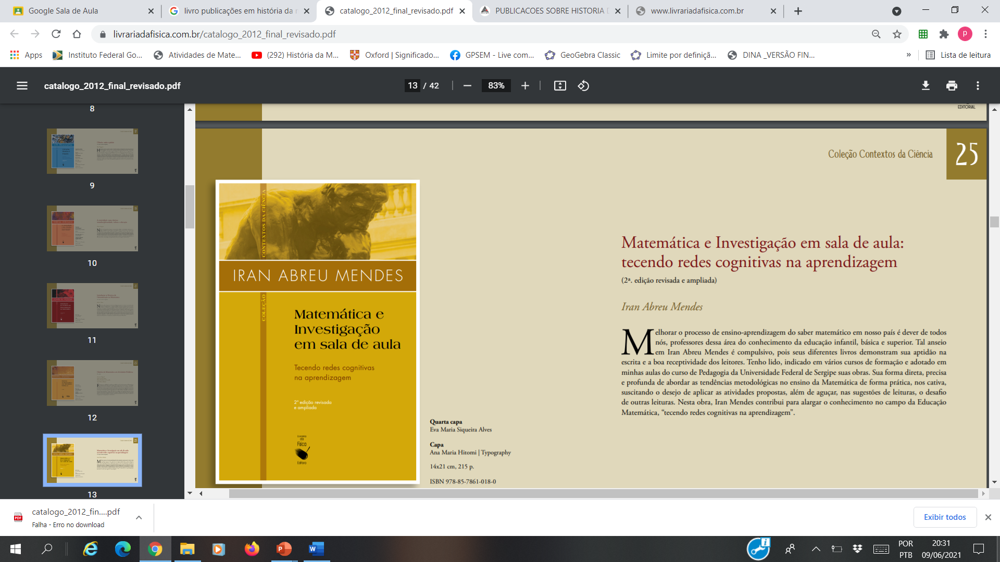 Google Sala de Aula
livro publicações em história da
catalogo_2012_final_revisado.pdf
PUBLICACOES SOBRE HISTORIA
www.livrariadafisica.com.br
livrariadafisica.com.br/catalogo_2012_final_revisado.pdf
P
Apps
Instituto Federal Go...
Atividades de Mate...
(292) História da M...
Oxford | Significado...
GPSEM - Live com...
GeoGebra Classic
Limite por definiçã...
DINA _VERSÃO FIN...
»
Lista de leitura
catalogo_2012_final_revisado.pdf
13 / 42
83%
8
9
10
11
12
13
EDITORIAL
Coleção Contextos da Ciência
25
CONTEXTOS DA CIÊNCIA
IRAN ABREU MENDES
COLEÇÃO
Matemática e
Investigação
em sala de aula
Tecendo redes cognitivas
na aprendizagem
2ª edição revisada
e ampliada
Livraria
da
Física
Editora
Quarta capa
Eva Maria Siqueira Alves
Capa
Ana Maria Hitomi | Typography
14x21 cm, 215 p.
ISBN 978-85-7861-018-0
Matemática e Investigação em sala de aula:
tecendo redes cognitivas na aprendizagem
(2ª. edição revisada e ampliada)
Iran Abreu Mendes
Melhorar o processo de ensino-aprendizagem do saber matemático em nosso país é dever de todos
nós, professores dessa área do conhecimento da educação infantil, básica e superior. Tal anseio
em Iran Abreu Mendes é compulsivo, pois seus diferentes livros demonstram sua aptidão na
escrita e a boa receptividade dos leitores. Tenho lido, indicado em vários cursos de formação e adotado em
minhas aulas do curso de Pedagogia da Universidade Federal de Sergipe suas obras. Sua forma direta, precisa
e profunda de abordar as tendências metodológicas no ensino da Matemática de forma prática, nos cativa,
suscitando o desejo de aplicar as atividades propostas, além de aguçar, nas sugestões de leituras, o desafio
de outras leituras. Nesta obra, Iran Mendes contribui para alargar o conhecimento no campo da Educação
Matemática, “tecendo redes cognitivas na aprendizagem”.
catalogo_2012_fin....pdf
Falha - Erro no download
Exibir todos
POR
PTB
20:31
09/06/2021